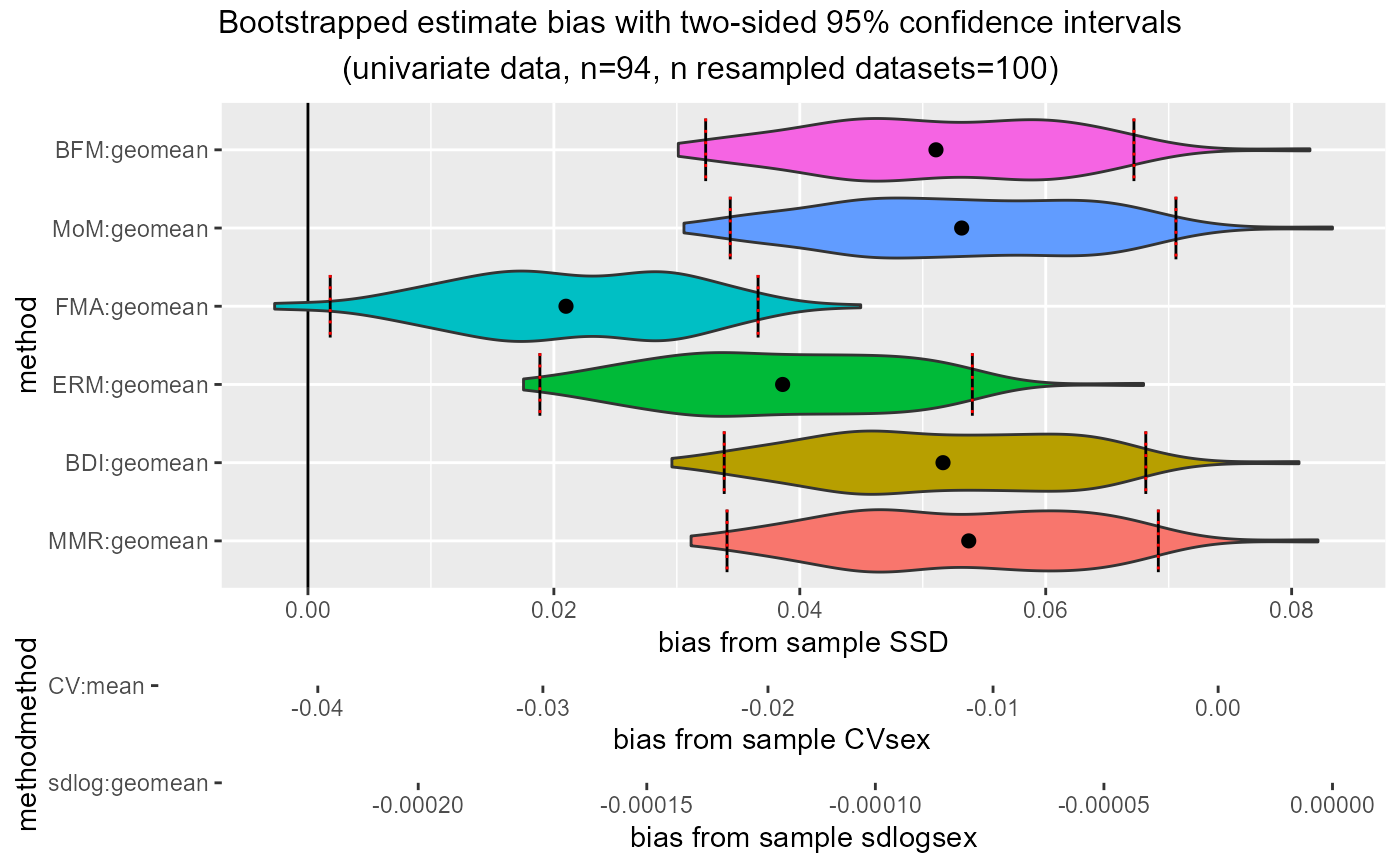 Bootstrapped estimate bias with two-sided 95% confidence intervals
(univariate data, n=94, n resampled datasets=100)
method
BFM:geomean
MoM:geomean
FMA:geomean
ERM:geomean
BDI:geomean
MMR:geomean
0.00 0.02 0.04 0.06 0.08
bias from sample SSD
method
CV:mean
-0.04 -0.03 -0.02 -0.01 0.00
bias from sample CVsex
method
sdlog:geomean
-0.00020 -0.00015 -0.00010 -0.00005 0.00000
bias from sample sdlogsex